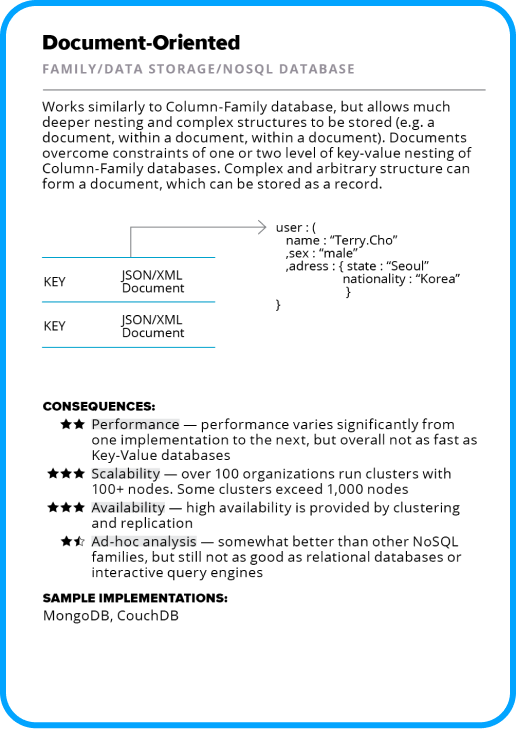 Document-Oriented
FAMILY/DATA STORAGE/NOSQL DATABASE
Works similarly to Column-Family database, but allows much
deeper nesting and complex structures to be stored (e.g. a
document, within a document, within a document). Documents
overcome constraints of one or two level of key-value nesting of
Column-Family databases. Complex and arbitrary structure can
form a document, which can be stored as a record.
KEY
JSON/XML
Document
KEY
JSON/XML
Document
user : (
name : “Terry.Cho”
,sex : “male”
,adress : { state : “Seoul”
nationality : “Korea”
}
}
CONSEQUENCES:
★★ Performance — performance varies significantly from
one implementation to the next, but overall not as fast as
Key-Value databases
★★★ Scalability — over 100 organizations run clusters with
100+ nodes. Some clusters exceed 1,000 nodes
★★★ Availability — high availability is provided by clustering
and replication
★⯪ Ad-hoc analysis — somewhat better than other NoSQL
families, but still not as good as relational databases or
interactive query engines
SAMPLE IMPLEMENTATIONS:
MongoDB, CouchDB